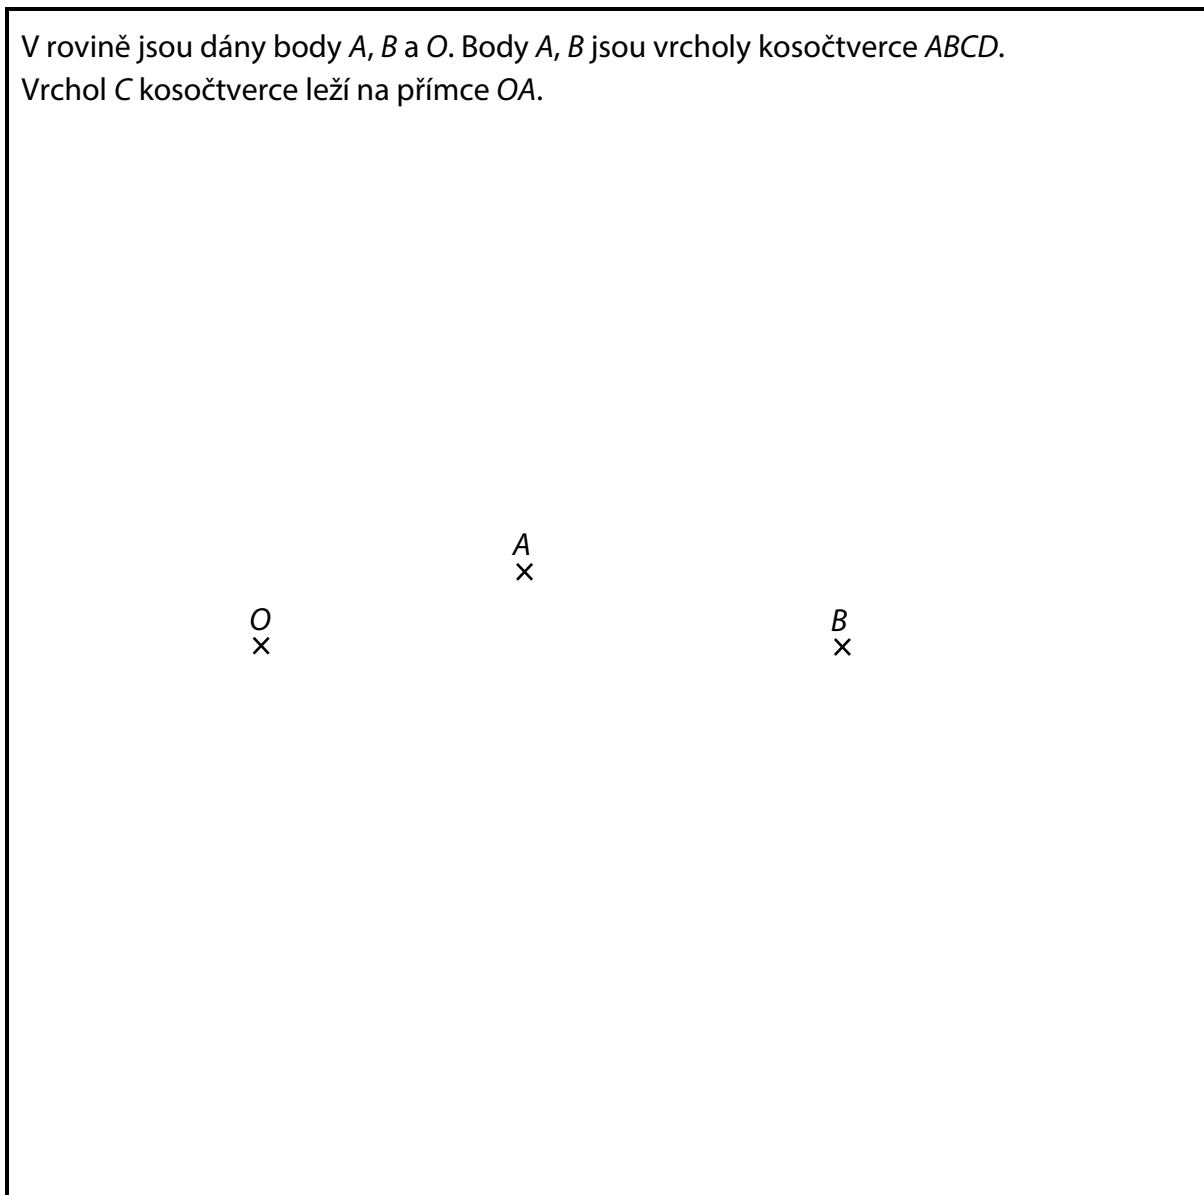 V rovině jsou dány body A, B a O. Body A, B jsou vrcholy kosočtverce ABCD.
Vrchol C kosočtverce leží na přímce OA.
A
O
B